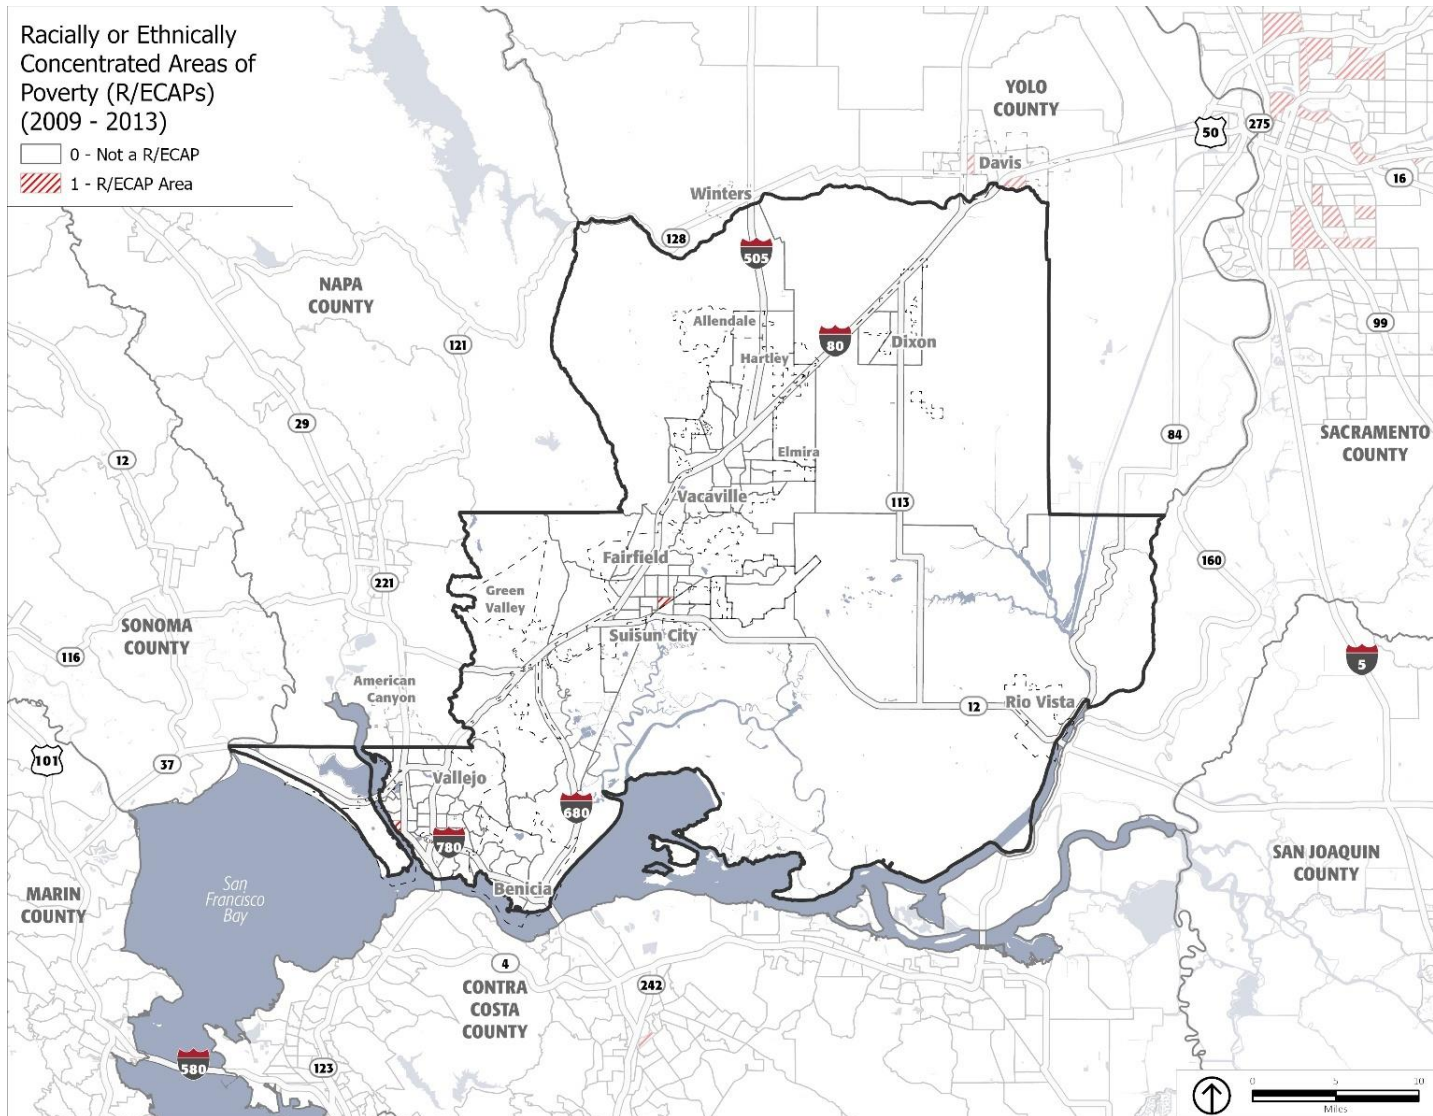 Racially or Ethnically
Concentrated Areas of
Poverty (R/ECAPs)
(2009 - 2013)
0 - Not a R/ECAP
1 - R/ECAP Area
YOLO
COUNTY
50
275
Davis
16
Winters
128
505
NAPA
COUNTY
Allendale
80
Dixon
99
121
Hartley
29
84
SACRAMENTO
COUNTY
12
Elmira
Vacaville
113
Fairfield
160
221
Green
Valley
SONOMA
COUNTY
Suisun City
116
5
American
Canyon
Rio Vista
12
101
37
Vallejo
680
780
SAN JOAQUIN
COUNTY
Benicia
MARIN
COUNTY
San
Francisco
Bay
4
CONTRA
COSTA
COUNTY
242
580
123
0 5 10
Miles